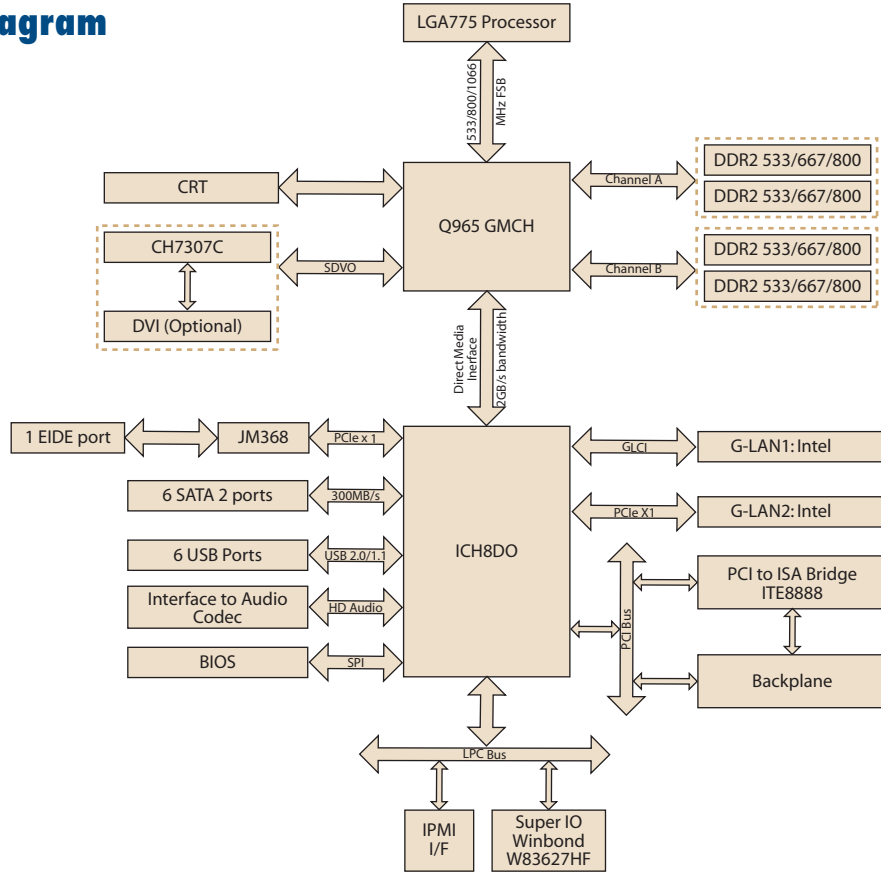 agram
LGA775 Processor
533/800/1066
MHz FSB
CRT
Q965 GMCH
Channel A
DDR2 533/667/800
DDR2 533/667/800
CH7307C
SDVO
DVI (Optional)
Channel B
DDR2 533/667/800
DDR2 533/667/800
Direct Media
Inerface
2GB/s bandwidth
1 EIDE port
JM368
PCIe x 1
GLCI
G-LAN1: Intel
6 SATA 2 ports
300MB/s
PCIe X1
G-LAN2: Intel
6 USB Ports
USB 2.0/1.1
ICH8DO
PCI to ISA Bridge
ITE8888
Interface to Audio
Codec
HD Audio
PCI Bus
BIOS
SPI
Backplane
LPC Bus
IPMI
I/F
Super IO
Winbond
W83627HF